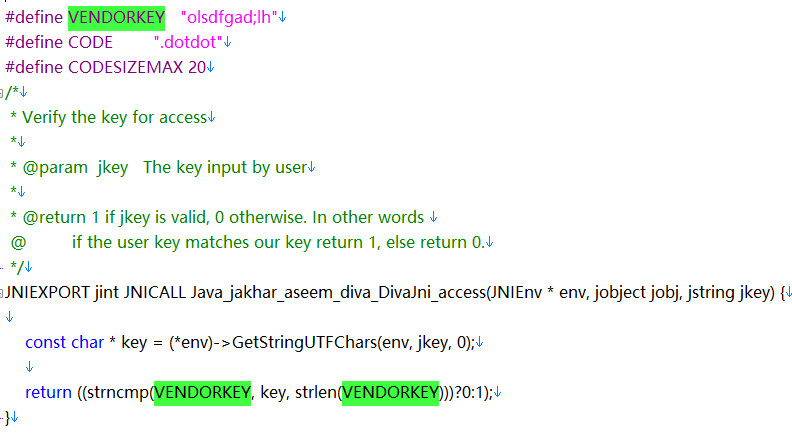 #define VENDORKEY "olsdfgad;lh"↓
#define CODE ".dotdot"↓
#define CODESIZEMAX 20↓
/*↓
* Verify the key for access↓
*↓
* @param jkey The key input by user↓
*↓
* @return 1 if jkey is valid, 0 otherwise. In other words ↓
@ if the user key matches our key return 1, else return 0.↓
*/↓
JNIEXPORT jint JNICALL Java_jakhar_aseem_diva_DivaJni_access(JNIEnv * env, jobject jobj, jstring jkey) {↓
↓
const char * key = (*env)->GetStringUTFChars(env, jkey, 0);↓
↓
return ((strncmp(VENDORKEY, key, strlen(VENDORKEY)))?0:1);↓
}↓